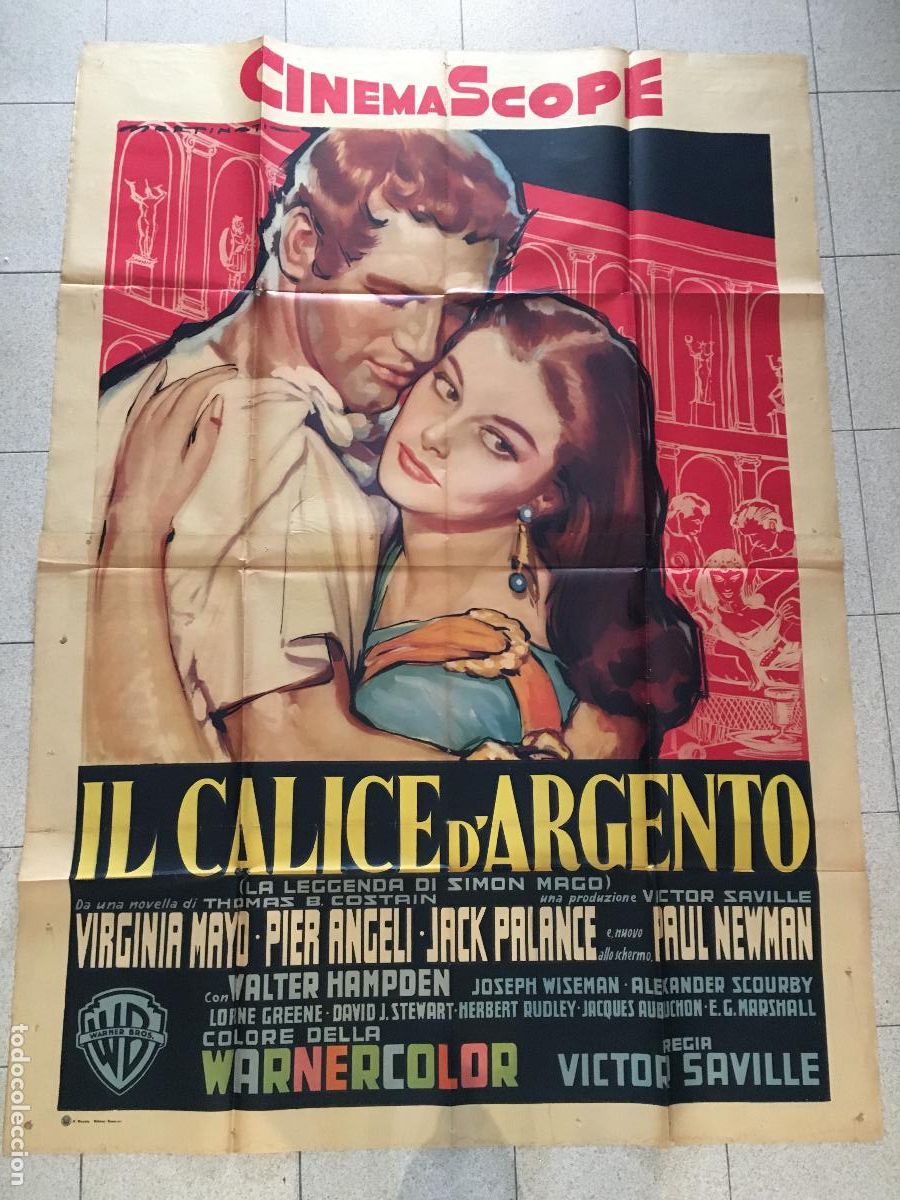 CINEMASCOPE
MARTINATI
IL CALICE D'ARGENTO
(LA LEGGENDA DI SIMON MAGO)
Da una novella di THOMAS B. COSTAIN una produzione VICTOR SAVILLE
VIRGINIA MAYO · PIER ANGELI · JACK PALANCE e, nuovo allo schermo, PAUL NEWMAN
Con WALTER HAMPDEN JOSEPH WISEMAN · ALEXANDER SCOURBY
LORNE GREENE · DAVID J. STEWART · HERBERT RUDLEY · JACQUES AUBUCHON · E. G. MARSHALL
WB
WARNER BROS.
COLORE DELLA
WARNERCOLOR
REGIA
VICTOR SAVILLE
todocoleccion